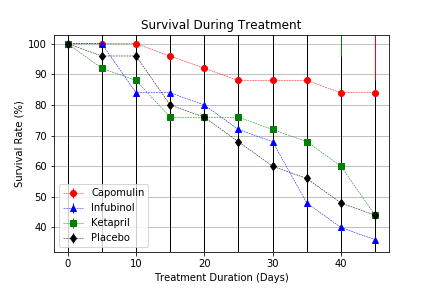 Survival During Treatment
Survival Rate (%)
100
90
80
70
60
50
40
Capomulin
Infubinol
Ketapril
Placebo
0
10
20
30
40
Treatment Duration (Days)